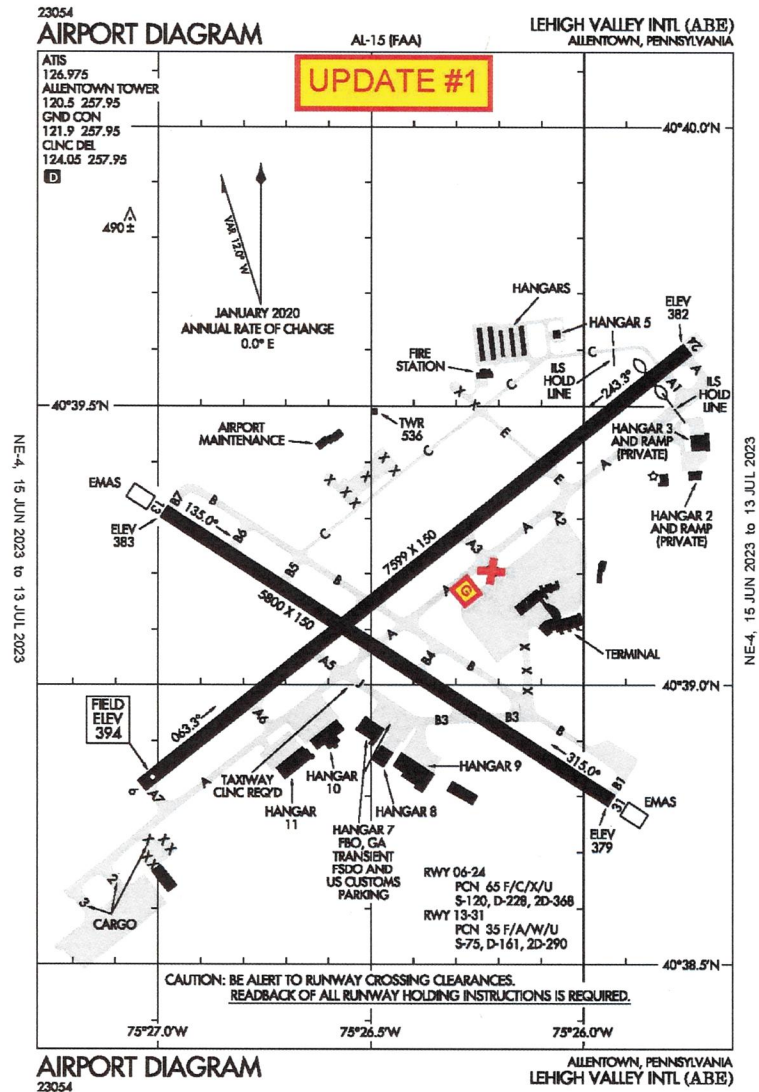 23054
AIRPORT DIAGRAM
AL-15 (FAA)
LEHIGH VALLEY INTL (ABE)
ALLENTOWN, PENNSYLVANIA
UPDATE #1
ATIS
126.975
ALLENTOWN TOWER
120.5 257.95
GND CON
121.9 257.95
CLNC DEL
124.05 257.95
D
40°40.0'N
490±
VAR 12.0° W
JANUARY 2020
ANNUAL RATE OF CHANGE
0.0° E
HANGARS
HANGAR 5
ELEV
382
FIRE
STATION
C
ILS
HOLD
LINE
24
A
A1
ILS
HOLD
LINE
243.3°
40°39.5'N
X X
C
TWR
536
AIRPORT
MAINTENANCE
HANGAR 3
AND RAMP
(PRIVATE)
E
C
E
A
X X X
X X X
HANGAR 2
AND RAMP
(PRIVATE)
EMAS
13
B7
B
135.0°
ELEV
383
B6
C
A
A2
A3
7599 X 150
B5
B
5800 X 150
A
G
TERMINAL
A
B4
B
X
X
X
40°39.0'N
A5
J
FIELD
ELEV
394
063.3°
A6
B3
B3
B
315.0°
B1
31
EMAS
ELEV
379
A
A7
6
TAXIWAY
CLNC REQ'D
HANGAR
11
HANGAR
10
HANGAR 9
HANGAR 8
HANGAR 7
FBO, GA
TRANSIENT
FSDO AND
US CUSTOMS
PARKING
X X X
X X
2
3
CARGO
RWY 06-24
PCN 65 F/C/X/U
S-120, D-228, 2D-368
RWY 13-31
PCN 35 F/A/W/U
S-75, D-161, 2D-290
40°38.5'N
CAUTION: BE ALERT TO RUNWAY CROSSING CLEARANCES.
READBACK OF ALL RUNWAY HOLDING INSTRUCTIONS IS REQUIRED.
75°27.0'W
75°26.5'W
75°26.0'W
NE-4, 15 JUN 2023 to 13 JUL 2023
NE-4, 15 JUN 2023 to 13 JUL 2023
AIRPORT DIAGRAM
23054
ALLENTOWN, PENNSYLVANIA
LEHIGH VALLEY INTL (ABE)